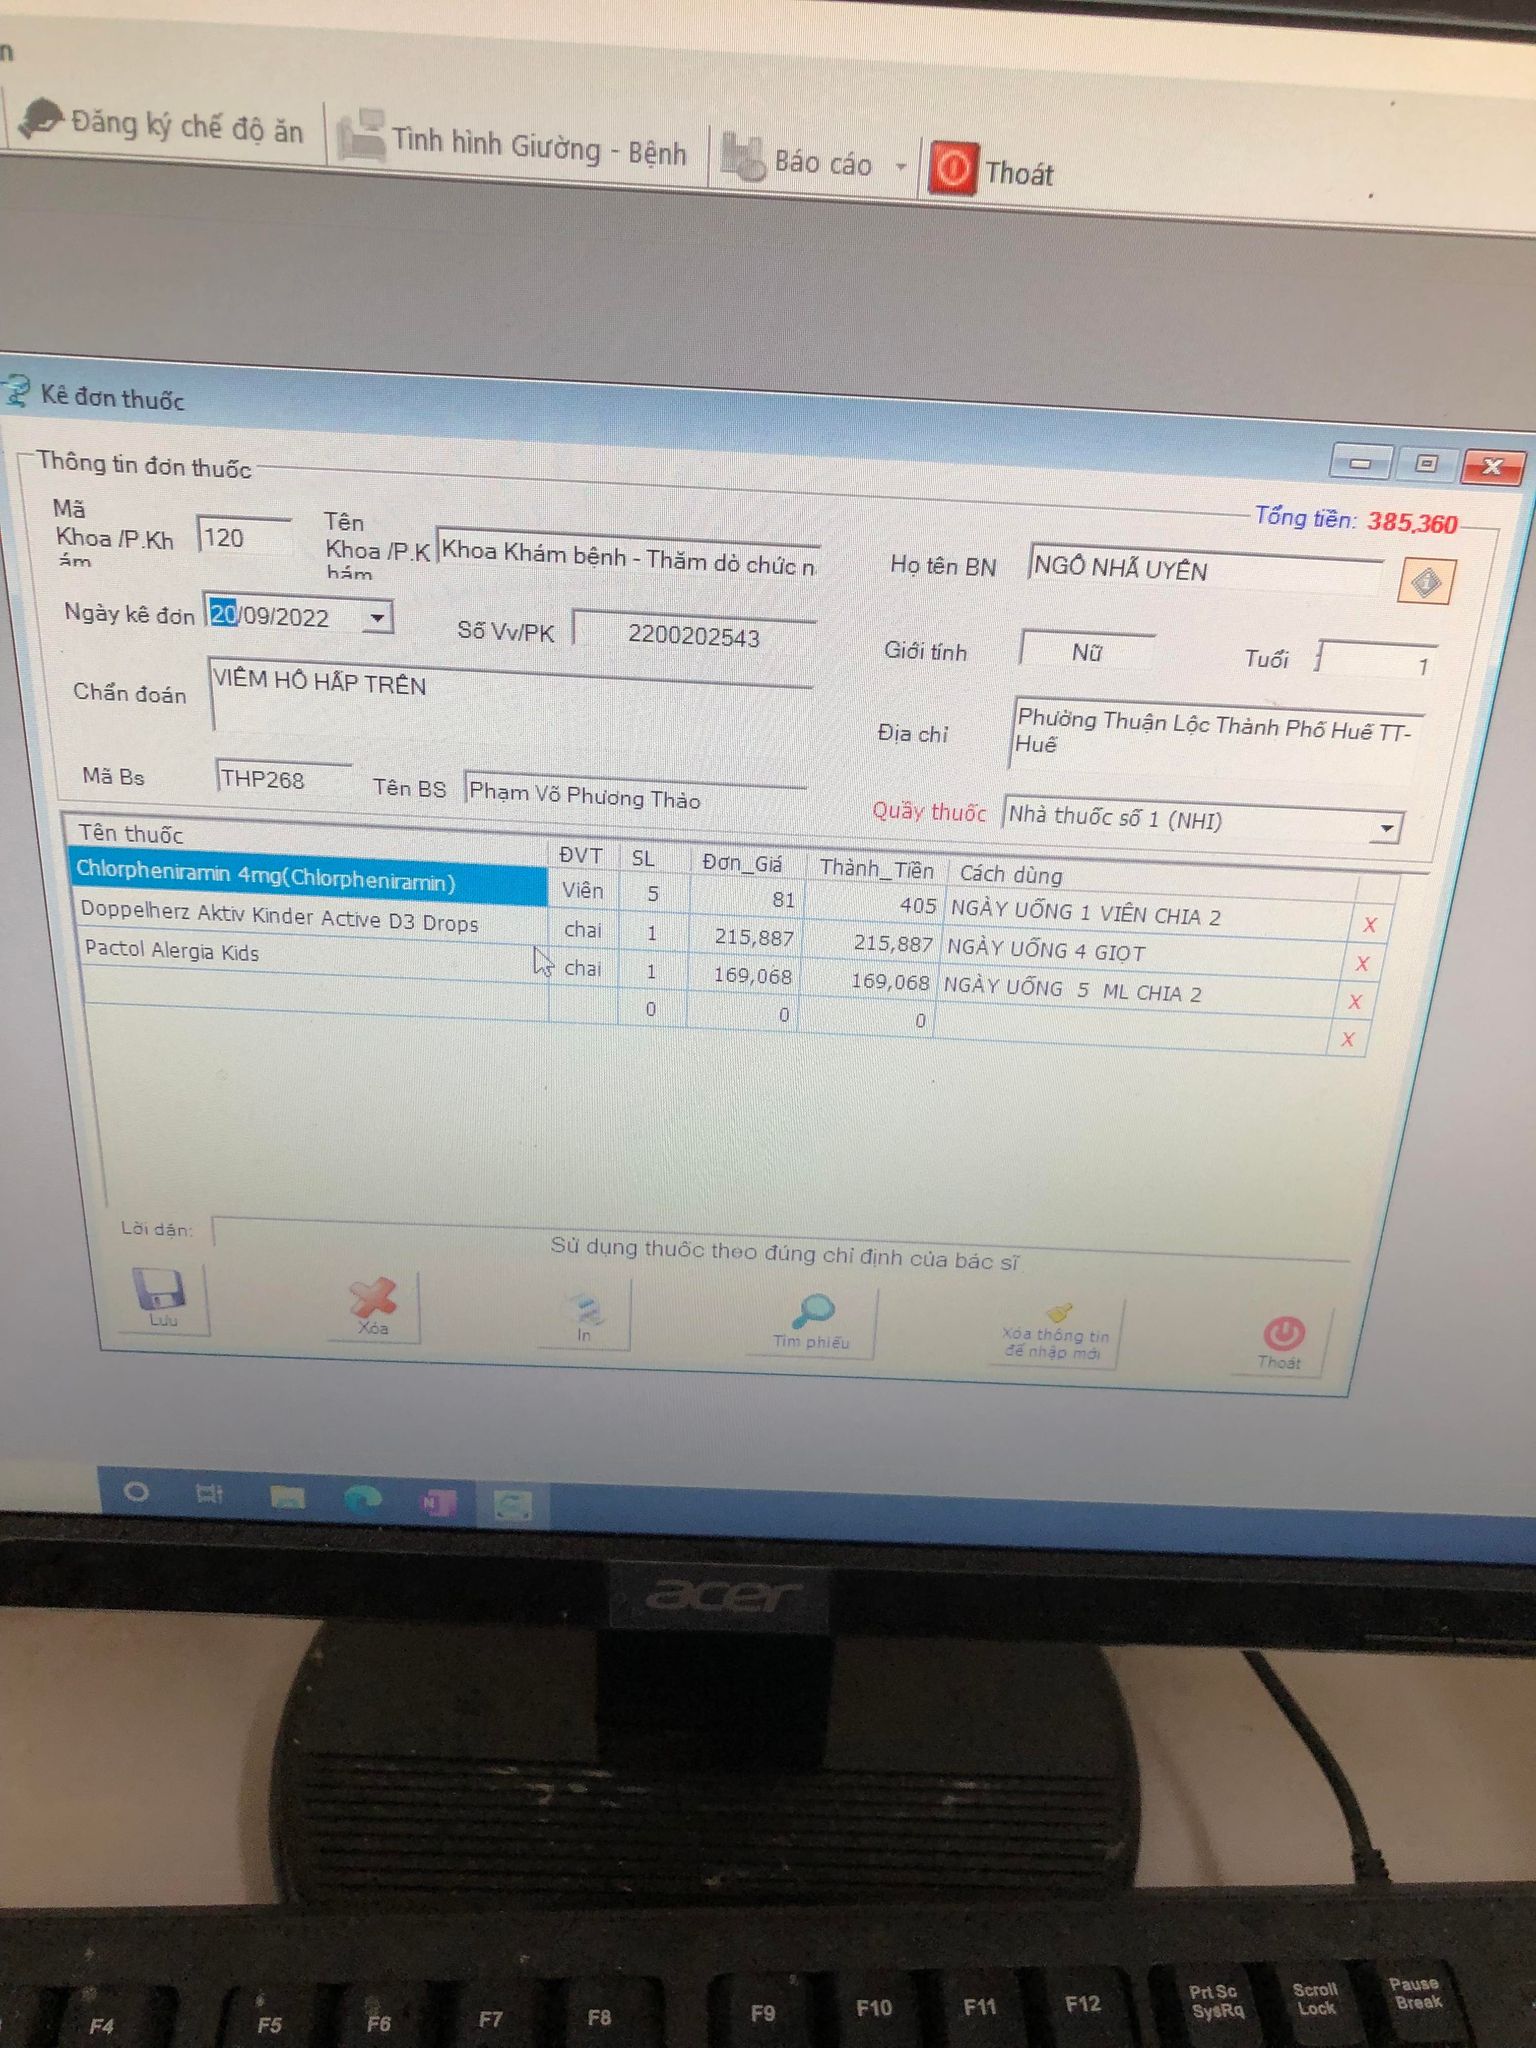 n
Đăng ký chế độ ăn Tình hình Giường - Bệnh Báo cáo Thoát
Kê đơn thuốc
Thông tin đơn thuốc
Tổng tiền: 385,360
Mã Khoa /P.Kh ám 120 Tên Khoa /P.K hám Khoa Khám bệnh - Thăm dò chức n Họ tên BN NGÔ NHÃ UYÊN
Ngày kê đơn 20/09/2022 Số Vv/PK 2200202543 Giới tính Nữ Tuổi 1
Chẩn đoán VIÊM HÔ HẤP TRÊN Địa chỉ Phường Thuận Lộc Thành Phố Huế TT-
Huế
Mã Bs THP268 Tên BS Phạm Võ Phương Thảo Quầy thuốc Nhà thuốc số 1 (NHI)
Tên thuốc ĐVT SL Đơn_Giá Thành_Tiền Cách dùng
Chlorpheniramin 4mg(Chlorpheniramin) Viên 5 81 405 NGÀY UỐNG 1 VIÊN CHIA 2 X
Doppelherz Aktiv Kinder Active D3 Drops chai 1 215,887 215,887 NGÀY UỐNG 4 GIỌT X
Pactol Alergia Kids chai 1 169,068 169,068 NGÀY UỐNG 5 ML CHIA 2 X
0 0 0 X
Lời dặn:
Sử dụng thuốc theo đúng chỉ định của bác sĩ
Lưu Xóa In Tìm phiếu Xóa thông tin để nhập mới Thoát
N
acer
F4 F5 F6 F7 F8 F9 F10 F11 F12 PrtSc SysRq Scroll Lock Pause Break